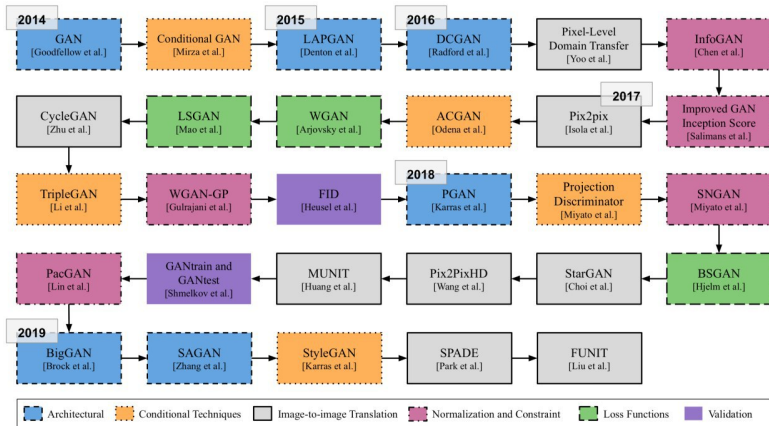 2014
GAN
[Goodfellow et al.]
Conditional GAN
[Mirza et al.]
2015
LAPGAN
[Denton et al.]
2016
DCGAN
[Radford et al.]
Pixel-Level
Domain Transfer
[Yoo et al.]
InfoGAN
[Chen et al.]
Improved GAN
Inception Score
[Salimans et al.]
2017
Pix2pix
[Isola et al.]
ACGAN
[Odena et al.]
WGAN
[Arjovsky et al.]
LSGAN
[Mao et al.]
CycleGAN
[Zhu et al.]
TripleGAN
[Li et al.]
WGAN-GP
[Gulrajani et al.]
FID
[Heusel et al.]
2018
PGAN
[Karras et al.]
Projection
Discriminator
[Miyato et al.]
SNGAN
[Miyato et al.]
BSGAN
[Hjelm et al.]
StarGAN
[Choi et al.]
Pix2PixHD
[Wang et al.]
MUNIT
[Huang et al.]
GANtrain and
GANtest
[Shmelkov et al.]
PacGAN
[Lin et al.]
2019
BigGAN
[Brock et al.]
SAGAN
[Zhang et al.]
StyleGAN
[Karras et al.]
SPADE
[Park et al.]
FUNIT
[Liu et al.]
Architectural
Conditional Techniques
Image-to-image Translation
Normalization and Constraint
Loss Functions
Validation